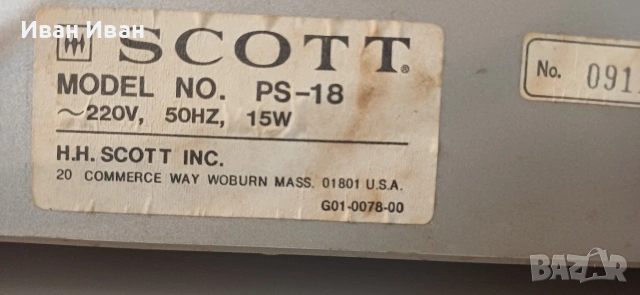 Иван Иван
SCOTT®
MODEL NO. PS-18
~220V, 50HZ, 15W
H.H. SCOTT INC.
20 COMMERCE WAY WOBURN MASS. 01801 U.S.A.
G01-0078-00
No. 091
BAZAR